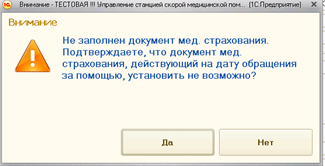 Внимание - ТЕСТОВАЯ !!! Управление станцией скорой медицинской пом... (1С:Предприятие)
Внимание
Не заполнен документ мед. страхования.
Подтверждаете, что документ мед.
страхования, действующий на дату обращения
за помощью, установить не возможно?
Да
Нет